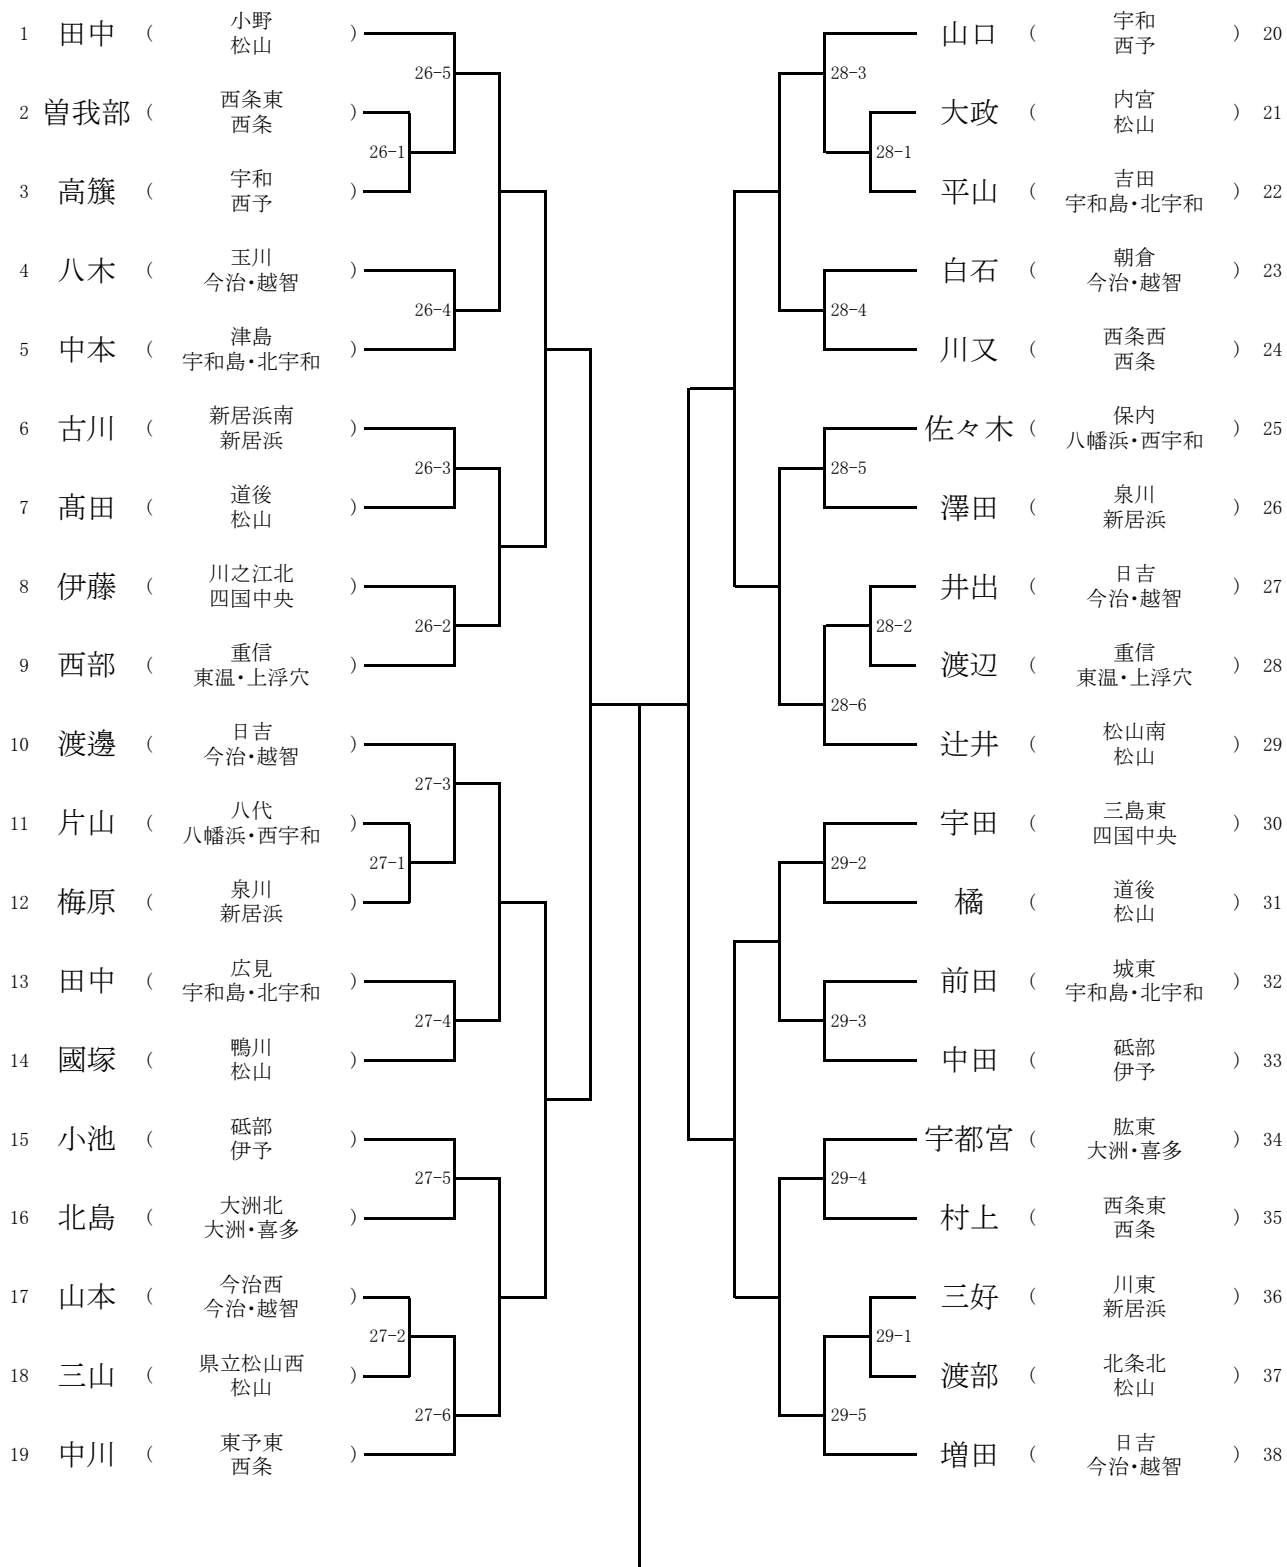 1 田中 ( 小野 松山 )
2 曽我部 ( 西条東 西条 )
3 高籏 ( 宇和 西予 )
4 八木 ( 玉川 今治・越智 )
5 中本 ( 津島 宇和島・北宇和 )
6 古川 ( 新居浜南 新居浜 )
7 髙田 ( 道後 松山 )
8 伊藤 ( 川之江北 四国中央 )
9 西部 ( 重信 東温・上浮穴 )
10 渡邊 ( 日吉 今治・越智 )
11 片山 ( 八代 八幡浜・西宇和 )
12 梅原 ( 泉川 新居浜 )
13 田中 ( 広見 宇和島・北宇和 )
14 國塚 ( 鴨川 松山 )
15 小池 ( 砥部 伊予 )
16 北島 ( 大洲北 大洲・喜多 )
17 山本 ( 今治西 今治・越智 )
18 三山 ( 県立松山西 松山 )
19 中川 ( 東予東 西条 )
26-5
26-1
26-4
26-3
26-2
27-3
27-1
27-4
27-5
27-2
27-6
28-3
28-1
28-4
28-5
28-2
28-6
29-2
29-3
29-4
29-1
29-5
山口 ( 宇和 西予 ) 20
大政 ( 内宮 松山 ) 21
平山 ( 吉田 宇和島・北宇和 ) 22
白石 ( 朝倉 今治・越智 ) 23
川又 ( 西条西 西条 ) 24
佐々木 ( 保内 八幡浜・西宇和 ) 25
澤田 ( 泉川 新居浜 ) 26
井出 ( 日吉 今治・越智 ) 27
渡辺 ( 重信 東温・上浮穴 ) 28
辻井 ( 松山南 松山 ) 29
宇田 ( 三島東 四国中央 ) 30
橘 ( 道後 松山 ) 31
前田 ( 城東 宇和島・北宇和 ) 32
中田 ( 砥部 伊予 ) 33
宇都宮 ( 肱東 大洲・喜多 ) 34
村上 ( 西条東 西条 ) 35
三好 ( 川東 新居浜 ) 36
渡部 ( 北条北 松山 ) 37
増田 ( 日吉 今治・越智 ) 38